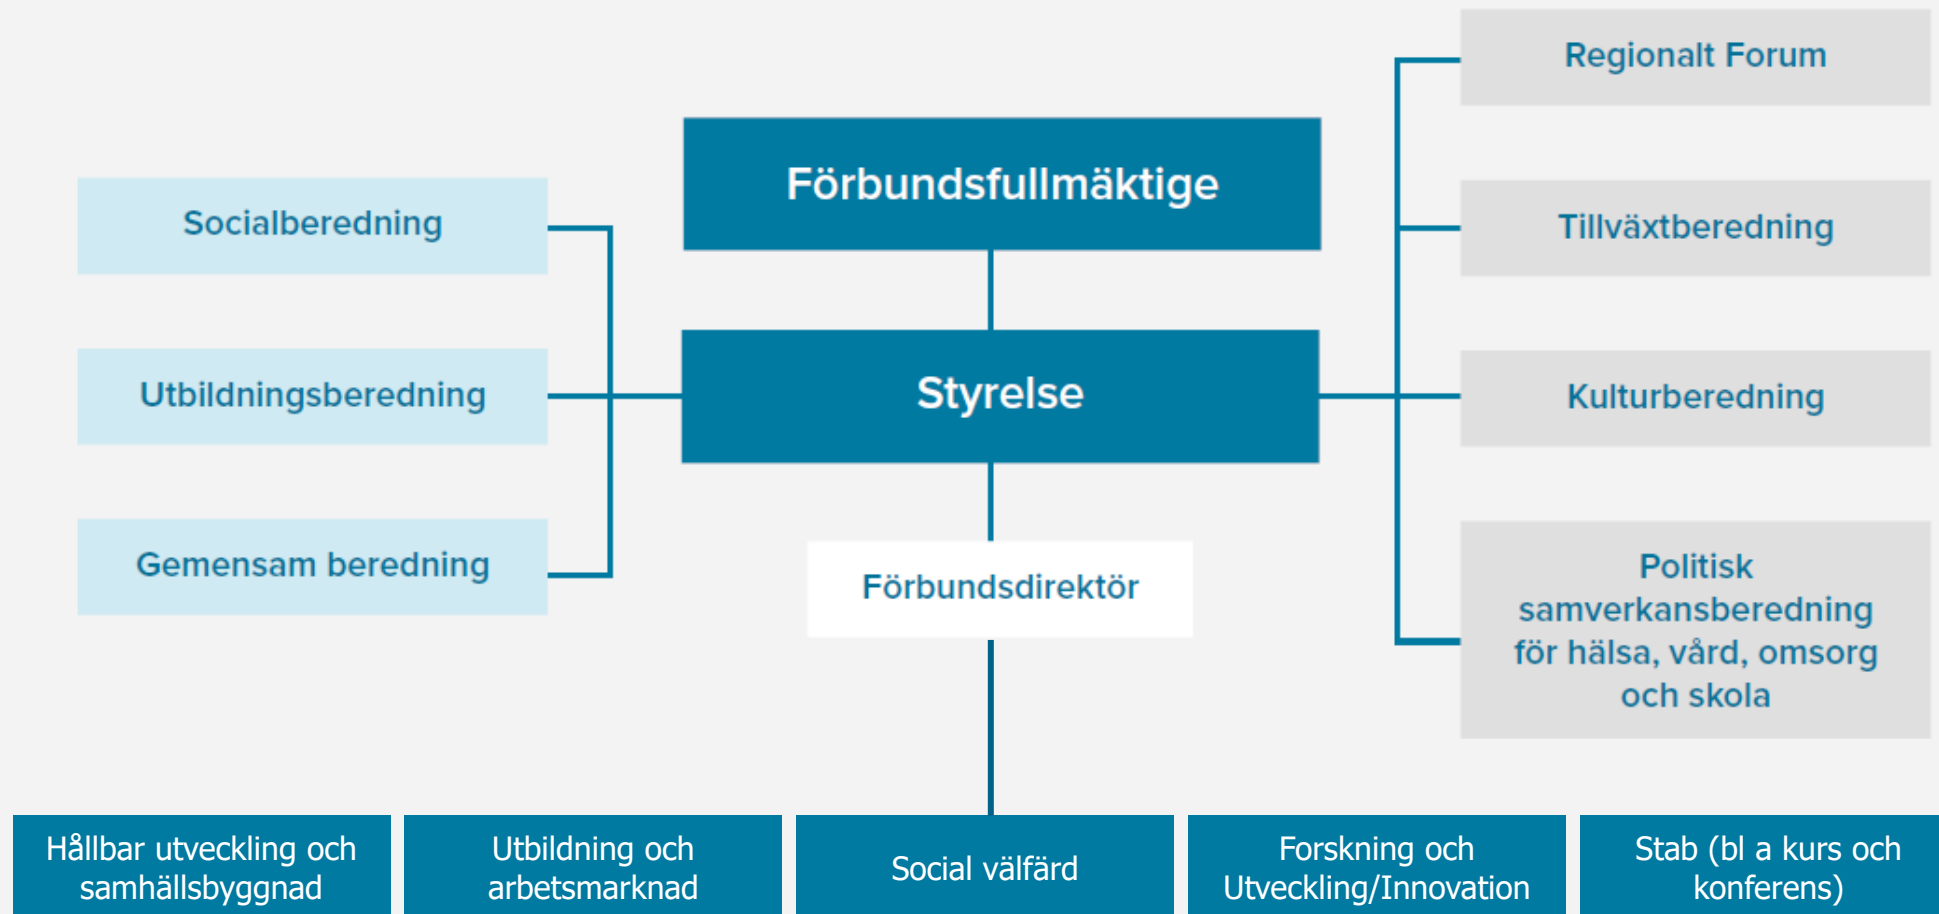 Regionalt Forum
Förbundsfullmäktige
Socialberedning
Tillväxtberedning
Utbildningsberedning
Styrelse
Kulturberedning
Gemensam beredning
Förbundsdirektör
Politisk
samverkansberedning
för hälsa, vård, omsorg
och skola
Hållbar utveckling och
samhällsbyggnad
Utbildning och
arbetsmarknad
Social välfärd
Forskning och
Utveckling/Innovation
Stab (bl a kurs och
konferens)